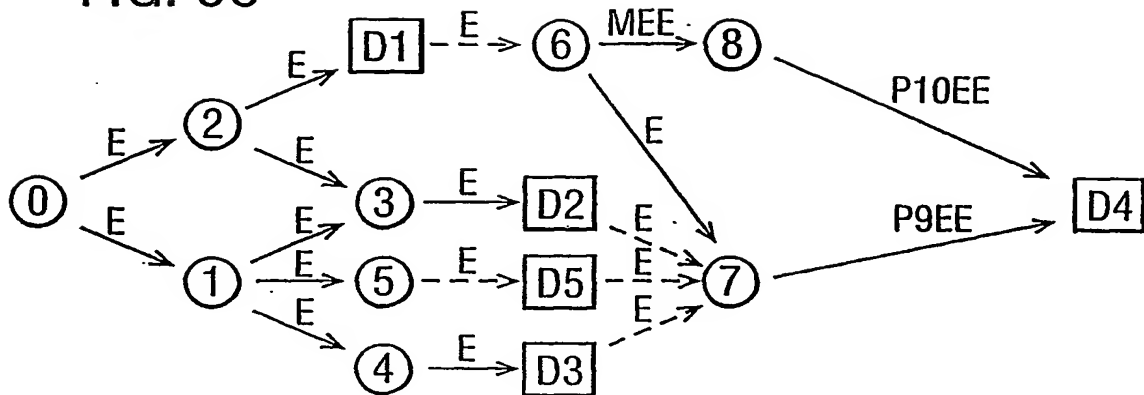 D1 E 6 MEE 8
E
2 P10EE
E E E
0 3 E D2 E D4
E E P9EE
1 E 5 E D5 E 7
E E
4 E D3